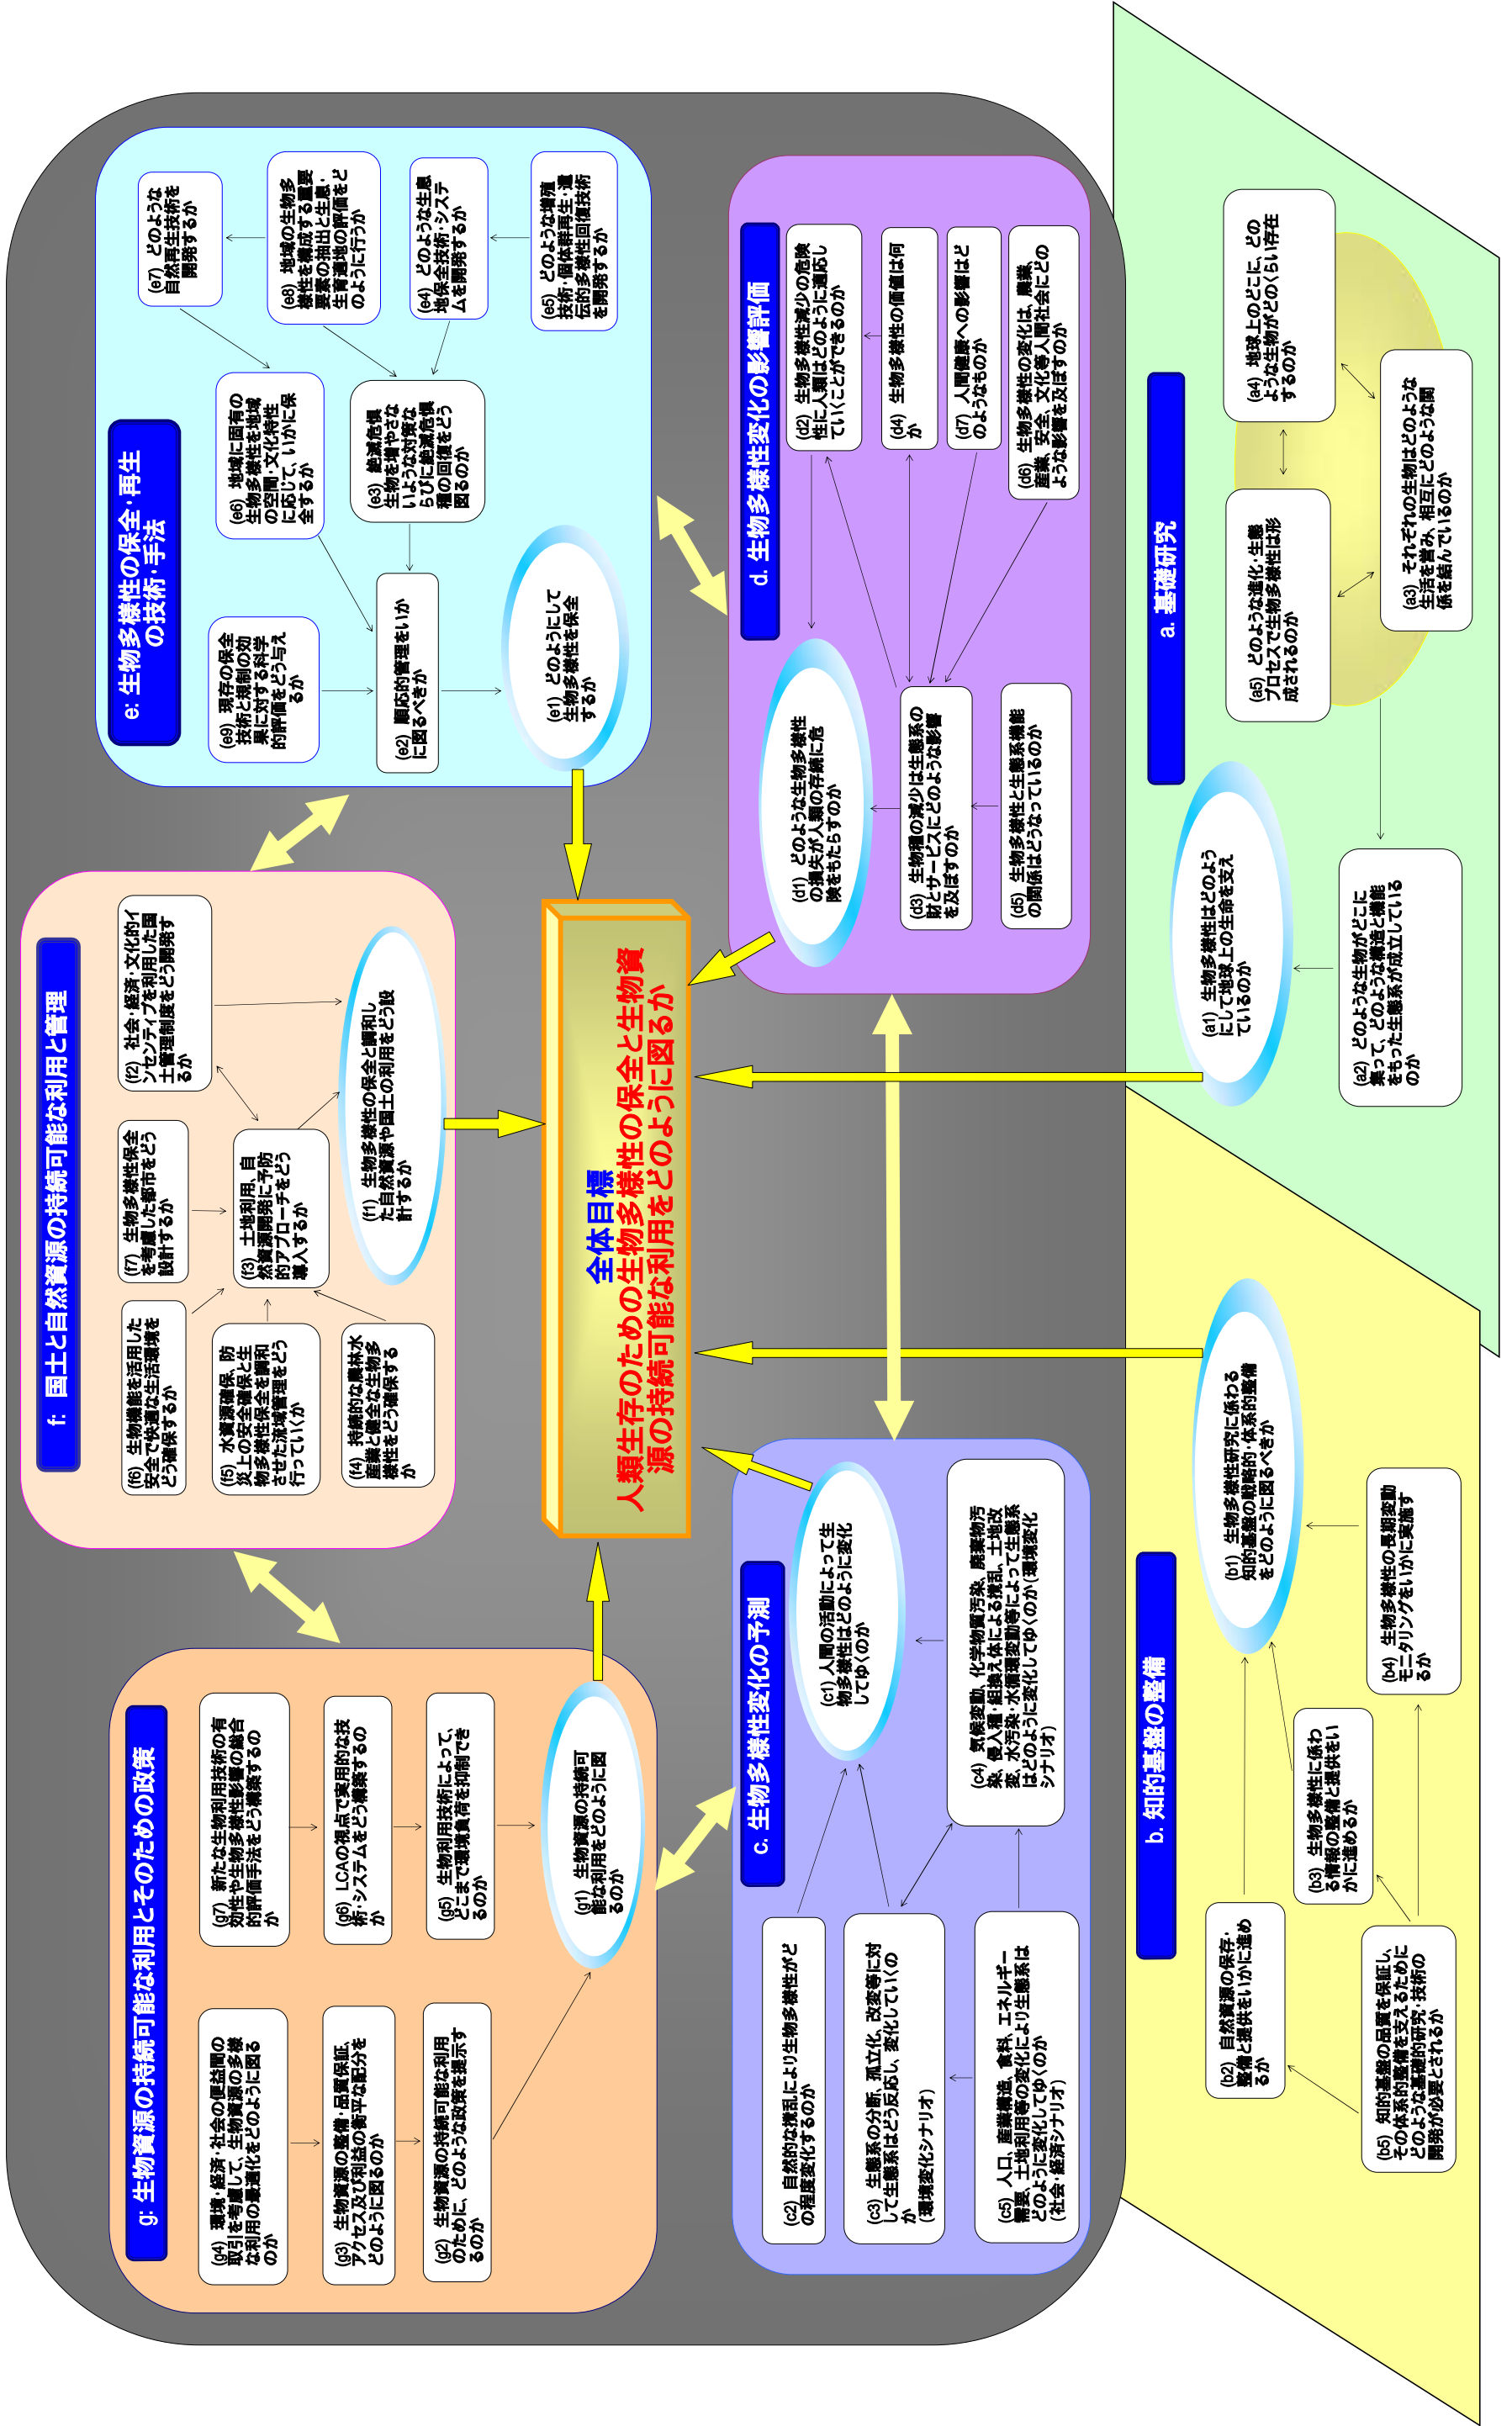 g: 生物資源の持続可能な利用とそのための政策
(g4) 環境・経済・社会の便益間の
取引を考慮して、生物資源の多様
な利用の最適化をどのように図る
のか
(g3) 生物資源の整備・品質保証、
アクセス及び利益の衡平な配分を
どのように図るのか
(g2) 生物資源の持続可能な利用
のために、どのような政策を提示す
るのか
(g7) 新たな生物利用技術の有
効性や生物多様性影響の総合
的評価手法をどう構築するの
か
(g6) LCAの視点で実用的な技
術・システムをどう構築するの
か
(g5) 生物利用技術によって、
どこまで環境負荷を抑制でき
るのか
(g1) 生物資源の持続可
能な利用をどのように図
るのか
f: 国土と自然資源の持続可能な利用と管理
(f6) 生物機能を活用した
安全で快適な生活環境を
どう確保するか
(f5) 水資源確保、防
災上の安全確保と生
物多様性保全を調和
させた流域管理をどう
行っていくか
(f4) 持続的な農林水
産業と健全な生物多
様性をどう確保する
か
(f7) 生物多様性保全
を考慮した都市をどう
設計するか
(f3) 土地利用、自
然資源開発に予防
的アプローチをどう
導入するか
(f2) 社会・経済・文化的イ
ンセンティブを利用した国
土管理制度をどう開発す
るか
(f1) 生物多様性の保全と調和し
た自然資源や国土の利用をどう設
計するか
e: 生物多様性の保全・再生
の技術・手法
(e9) 現存の保全
技術と規制の効
果に対する科学
的評価をどう与え
るか
(e2) 順応的管理をいか
に図るべきか
(e1) どのようにして
生物多様性を保全
するか
(e6) 地域に固有の
生物多様性を地域
の空間・文化特性
に応じて、いかに保
全するか
(e3) 絶滅危惧
生物を増やさな
いような対策な
らびに絶滅危惧
種の回復をどう
図るのか
(e7) どのような
自然再生技術を
開発するか
(e8) 地域の生物多
様性を構成する重要
要素の抽出と生息・
生育適地の評価をど
のように行うか
(e4) どのような生息
地保全技術・システ
ムを開発するか
(e5) どのような増殖
技術・個体群再生・遺
伝的多様性回復技術
を開発するか
全体目標
人類生存のための生物多様性の保全と生物資
源の持続可能な利用をどのように図るか
c. 生物多様性変化の予測
(c2) 自然的な撹乱により生物多様性がど
の程度変化するのか
(c3) 生態系の分断、孤立化、改変等に対
して生態系はどう反応し、変化していくの
か
(環境変化シナリオ)
(c5) 人口、産業構造、食料、エネルギー
需要、土地利用等の変化により生態系は
どのように変化してゆくのか
(社会・経済シナリオ)
(c1) 人間の活動によって生
物多様性はどのように変化
してゆくのか
(c4) 気候変動、化学物質汚染、廃棄物汚
染、侵入種・組換え体による撹乱、土地改
変、水汚染・水循環変動等によって生態系
はどのように変化してゆくのか(環境変化
シナリオ)
d. 生物多様性変化の影響評価
(d1) どのような生物多様性
の損失が人類の存続に危
険をもたらすのか
(d3) 生物種の減少は生態系の
財とサービスにどのような影響
を及ぼすのか
(d5) 生物多様性と生態系機能
の関係はどうなっているのか
(d2) 生物多様性減少の危険
性に人類はどのように適応し
ていくことができるのか
(d4) 生物多様性の価値は何
か
(d7) 人間健康への影響はど
のようなものか
(d6) 生物多様性の変化は、農業、
産業、安全、文化等人間社会にどの
ような影響を及ぼすのか
b. 知的基盤の整備
(b2) 自然資源の保存・
整備と提供をいかに進め
るか
(b5) 知的基盤の品質を保証し、
その体系的整備を支えるために
どのような基礎的研究・技術の
開発が必要とされるか
(b3) 生物多様性に係わ
る情報の整備と提供をい
かに進めるか
(b1) 生物多様性研究に係わる
知的基盤の戦略的・体系的整備
をどのように図るべきか
(b4) 生物多様性の長期変動
モニタリングをいかに実施す
るか
a. 基礎研究
(a1) 生物多様性はどのよう
にして地球上の生命を支え
ているのか
(a2) どのような生物がどこに
集って、どのような構造と機能
をもった生態系が成立している
のか
(a5) どのような進化・生態
プロセスで生物多様性は形
成されるのか
(a4) 地球上のどこに、どの
ような生物がどのくらい存在
するのか
(a3) それぞれの生物はどのような
生活を営み、相互にどのような関
係を結んでいるのか